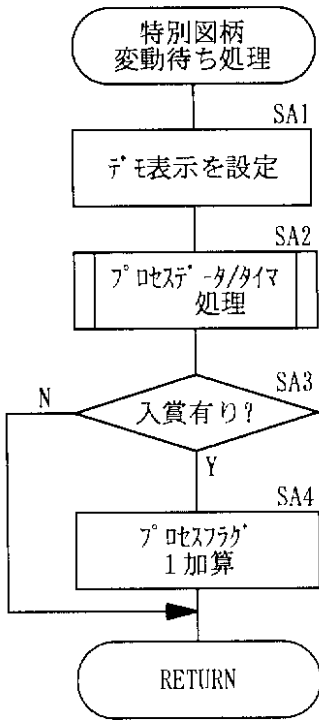 特別図柄
変動待ち処理
SA1
ﾃﾞﾓ表示を設定
SA2
ﾌﾟﾛｾｽﾃﾞｰﾀ/ﾀｲﾏ
処理
SA3
入賞有り?
N
Y
SA4
ﾌﾟﾛｾｽﾌﾗｸﾞ
1加算
RETURN